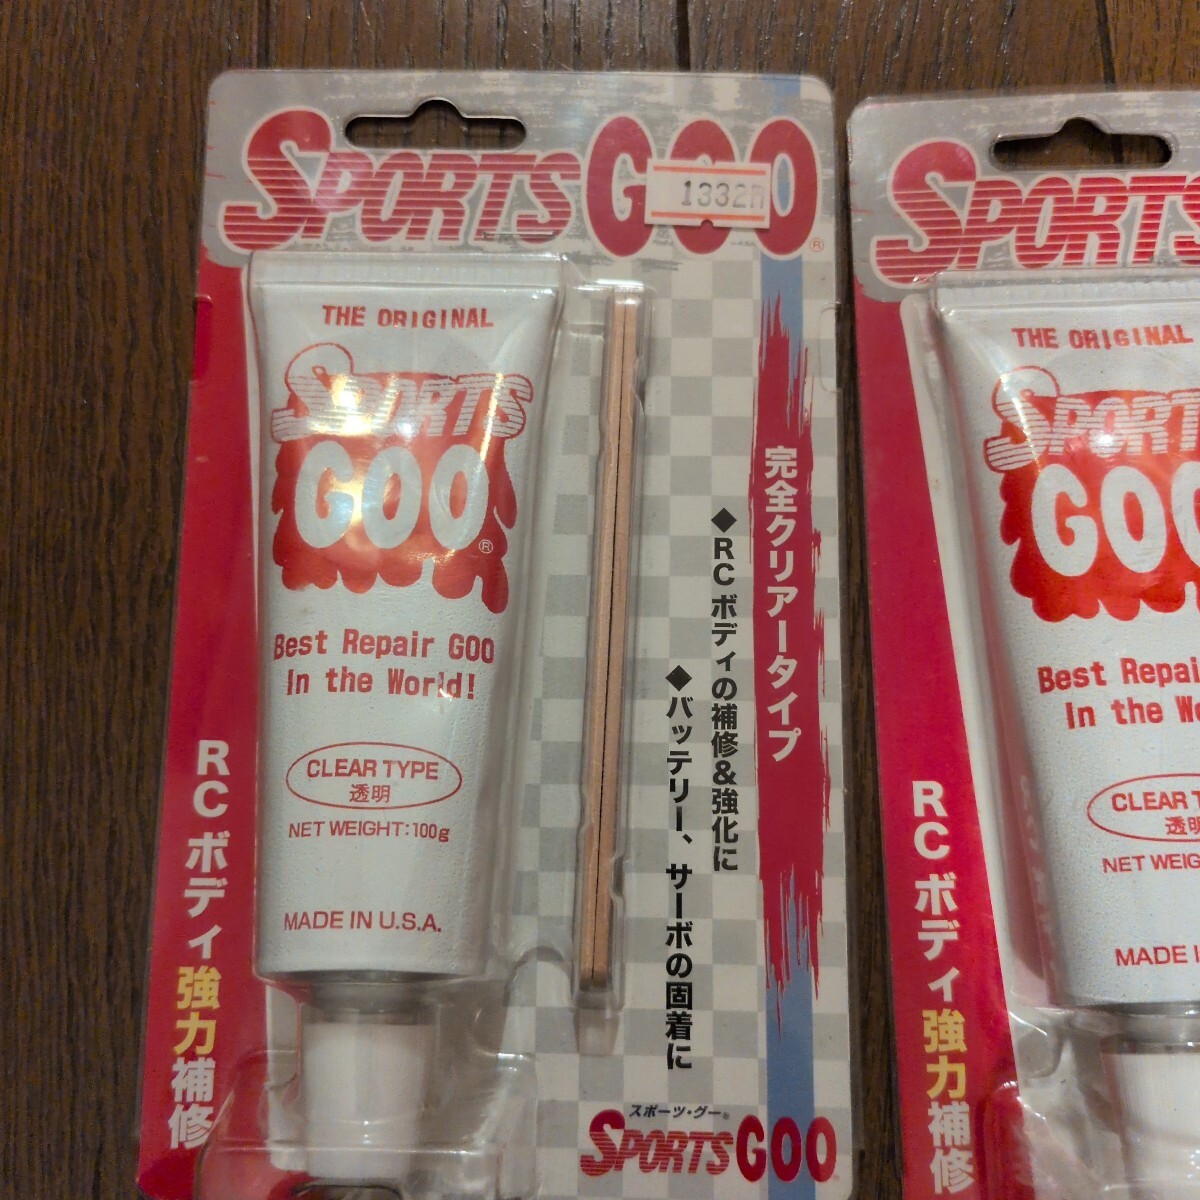 SPORTS GOO®
1332円
THE ORIGINAL
SPORTS
GOO®
Best Repair GOO
In the World!
CLEAR TYPE
透明
NET WEIGHT:100g
MADE IN U.S.A.
完全クリアータイプ
◆RCボディの補修&強化に
◆バッテリー、サーボの固着に
RCボディ強力補修
スポーツ・グー®
SPORTS GOO
SPORTS
THE ORIGINAL
SPORT
GOO
Best Repai
In the Wo
CLEAR T
透明
NET WEIG
MADE I
RCボディ強力補修